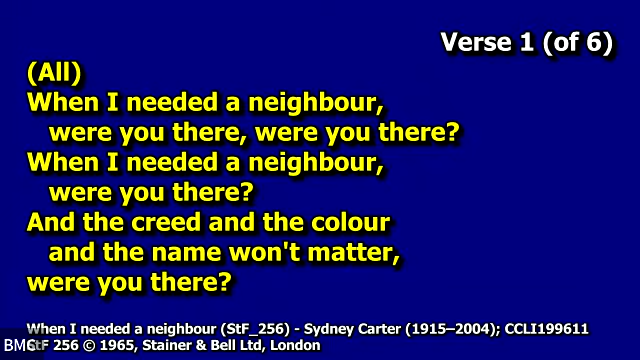 Verse 1 (of 6)
(All)
When I needed a neighbour,
were you there, were you there?
When I needed a neighbour,
were you there?
And the creed and the colour
and the name won't matter,
were you there?
When I needed a neighbour (StF_256) - Sydney Carter (1915–2004); CCLI199611
StF 256 © 1965, Stainer & Bell Ltd, London
BMC